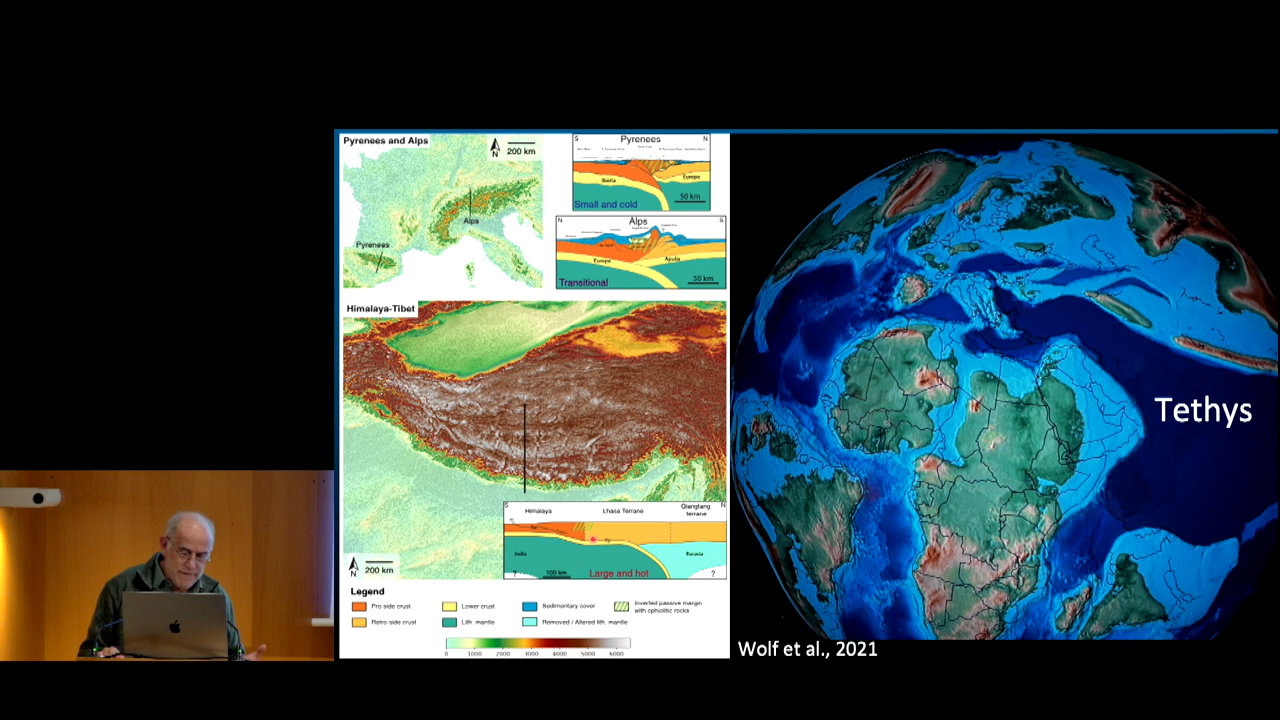 Pyrenees and Alps
N
200 km
Alps
Pyrenees
S Pyrenees N
Iberia
Europe
50 km
Small and cold
N Alps S
Europe
Apulia
50 km
Transitional
Himalaya-Tibet
N
200 km
S Himalaya Lhasa Terrane Qiangtang terrane N
India
Eurasia
? 100 km Large and hot ?
Legend
Pro-side crust Lower crust Sedimentary cover Inverted passive margin
with ophiolitic rocks
Retro-side crust Lith. mantle Removed / Altered lith. mantle
0 1000 2000 3000 4000 5000 6000
Tethys
Wolf et al., 2021